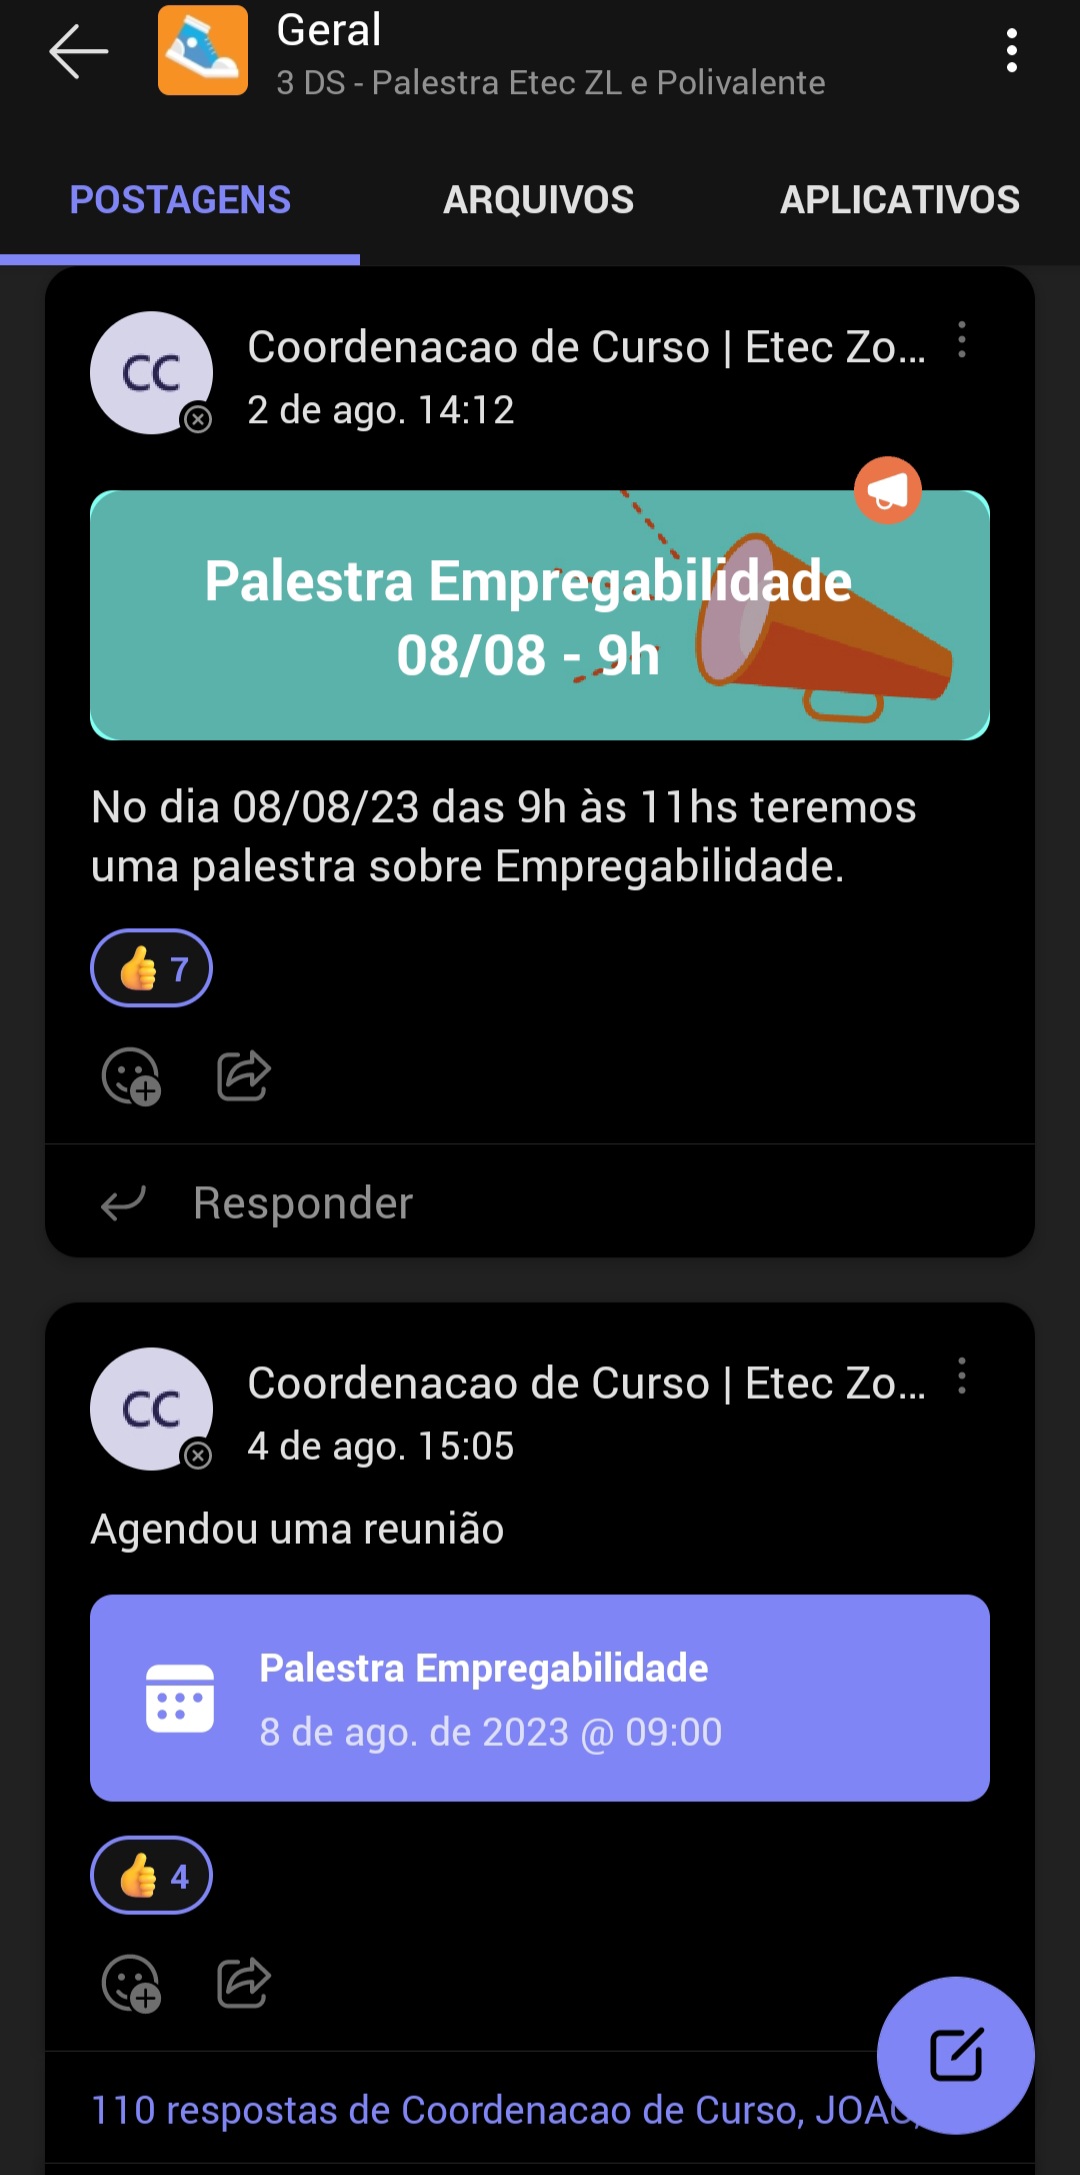 Geral
3 DS - Palestra Etec ZL e Polivalente
POSTAGENS
ARQUIVOS
APLICATIVOS
CC
Coordenacao de Curso | Etec Zo...
2 de ago. 14:12
Palestra Empregabilidade
08/08 - 9h
No dia 08/08/23 das 9h às 11hs teremos
uma palestra sobre Empregabilidade.
7
Responder
CC
Coordenacao de Curso | Etec Zo...
4 de ago. 15:05
Agendou uma reunião
Palestra Empregabilidade
8 de ago. de 2023 @ 09:00
4
110 respostas de Coordenacao de Curso, JOAO,